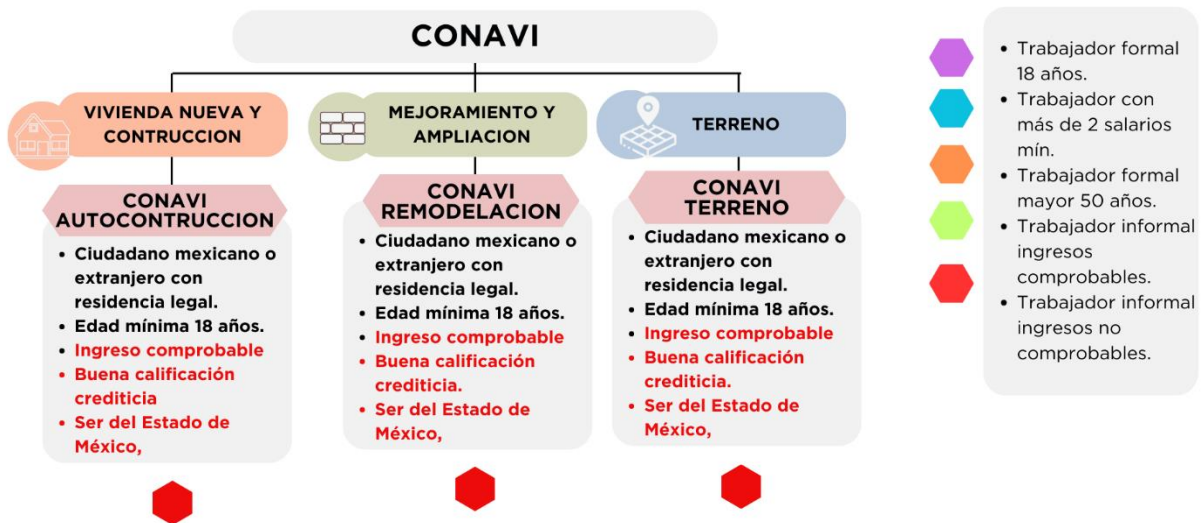 CONAVI
VIVIENDA NUEVA Y
CONTRUCCION
MEJORAMIENTO Y
AMPLIACION
TERRENO
CONAVI
AUTOCONTRUCCION
• Ciudadano mexicano o
extranjero con
residencia legal.
• Edad mínima 18 años.
• Ingreso comprobable
• Buena calificación
crediticia
• Ser del Estado de
México,
CONAVI
REMODELACION
• Ciudadano mexicano o
extranjero con
residencia legal.
• Edad mínima 18 años.
• Ingreso comprobable
• Buena calificación
crediticia.
• Ser del Estado de
México,
CONAVI
TERRENO
• Ciudadano mexicano o
extranjero con
residencia legal.
• Edad mínima 18 años.
• Ingreso comprobable
• Buena calificación
crediticia.
• Ser del Estado de
México,
• Trabajador formal
18 años.
• Trabajador con
más de 2 salarios
mín.
• Trabajador formal
mayor 50 años.
• Trabajador informal
ingresos
comprobables.
• Trabajador informal
ingresos no
comprobables.